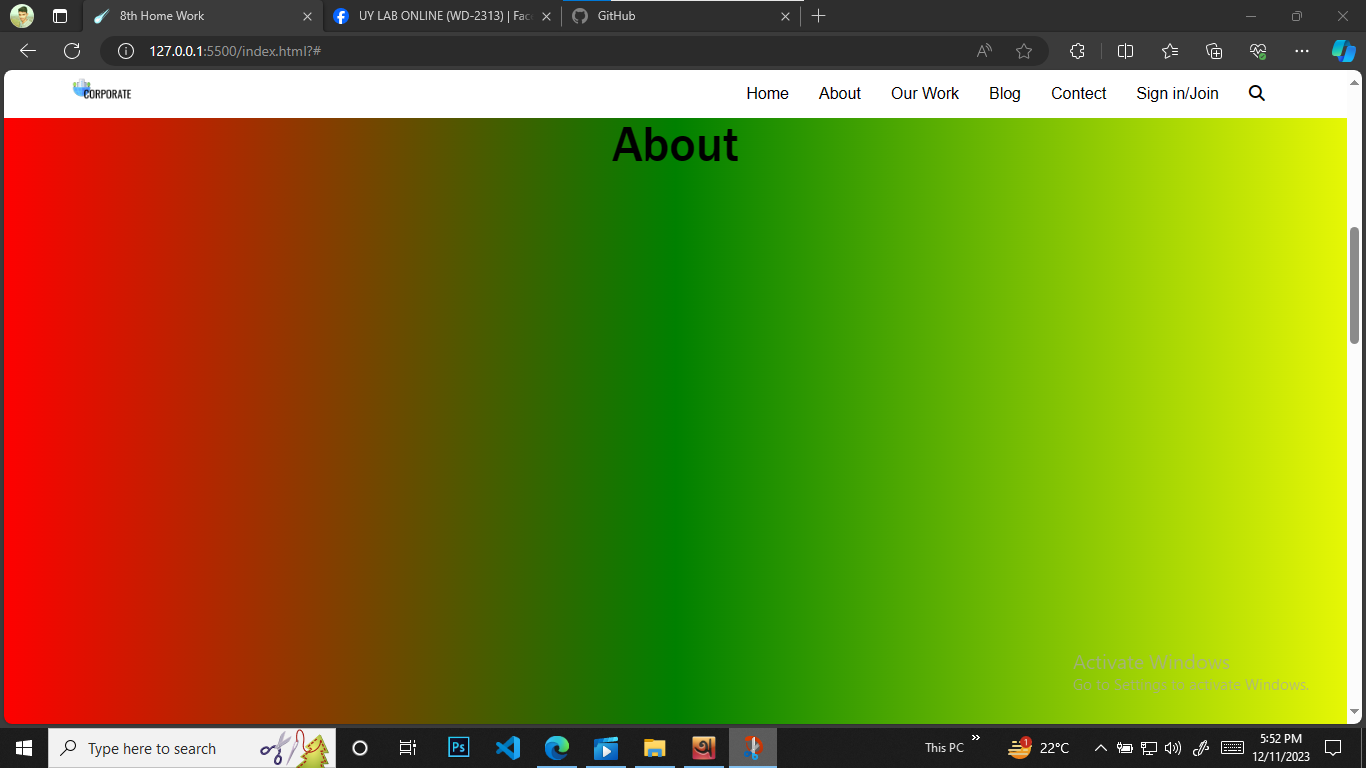 8th Home Work
UY LAB ONLINE (WD-2313) | Fac
GitHub
127.0.0.1:5500/index.html?#
CORPORATE
Home About Our Work Blog Contect Sign in/Join
About
Activate Windows
Go to Settings to activate Windows.
Type here to search
Ps
This PC
1
22°C
5:52 PM
12/11/2023